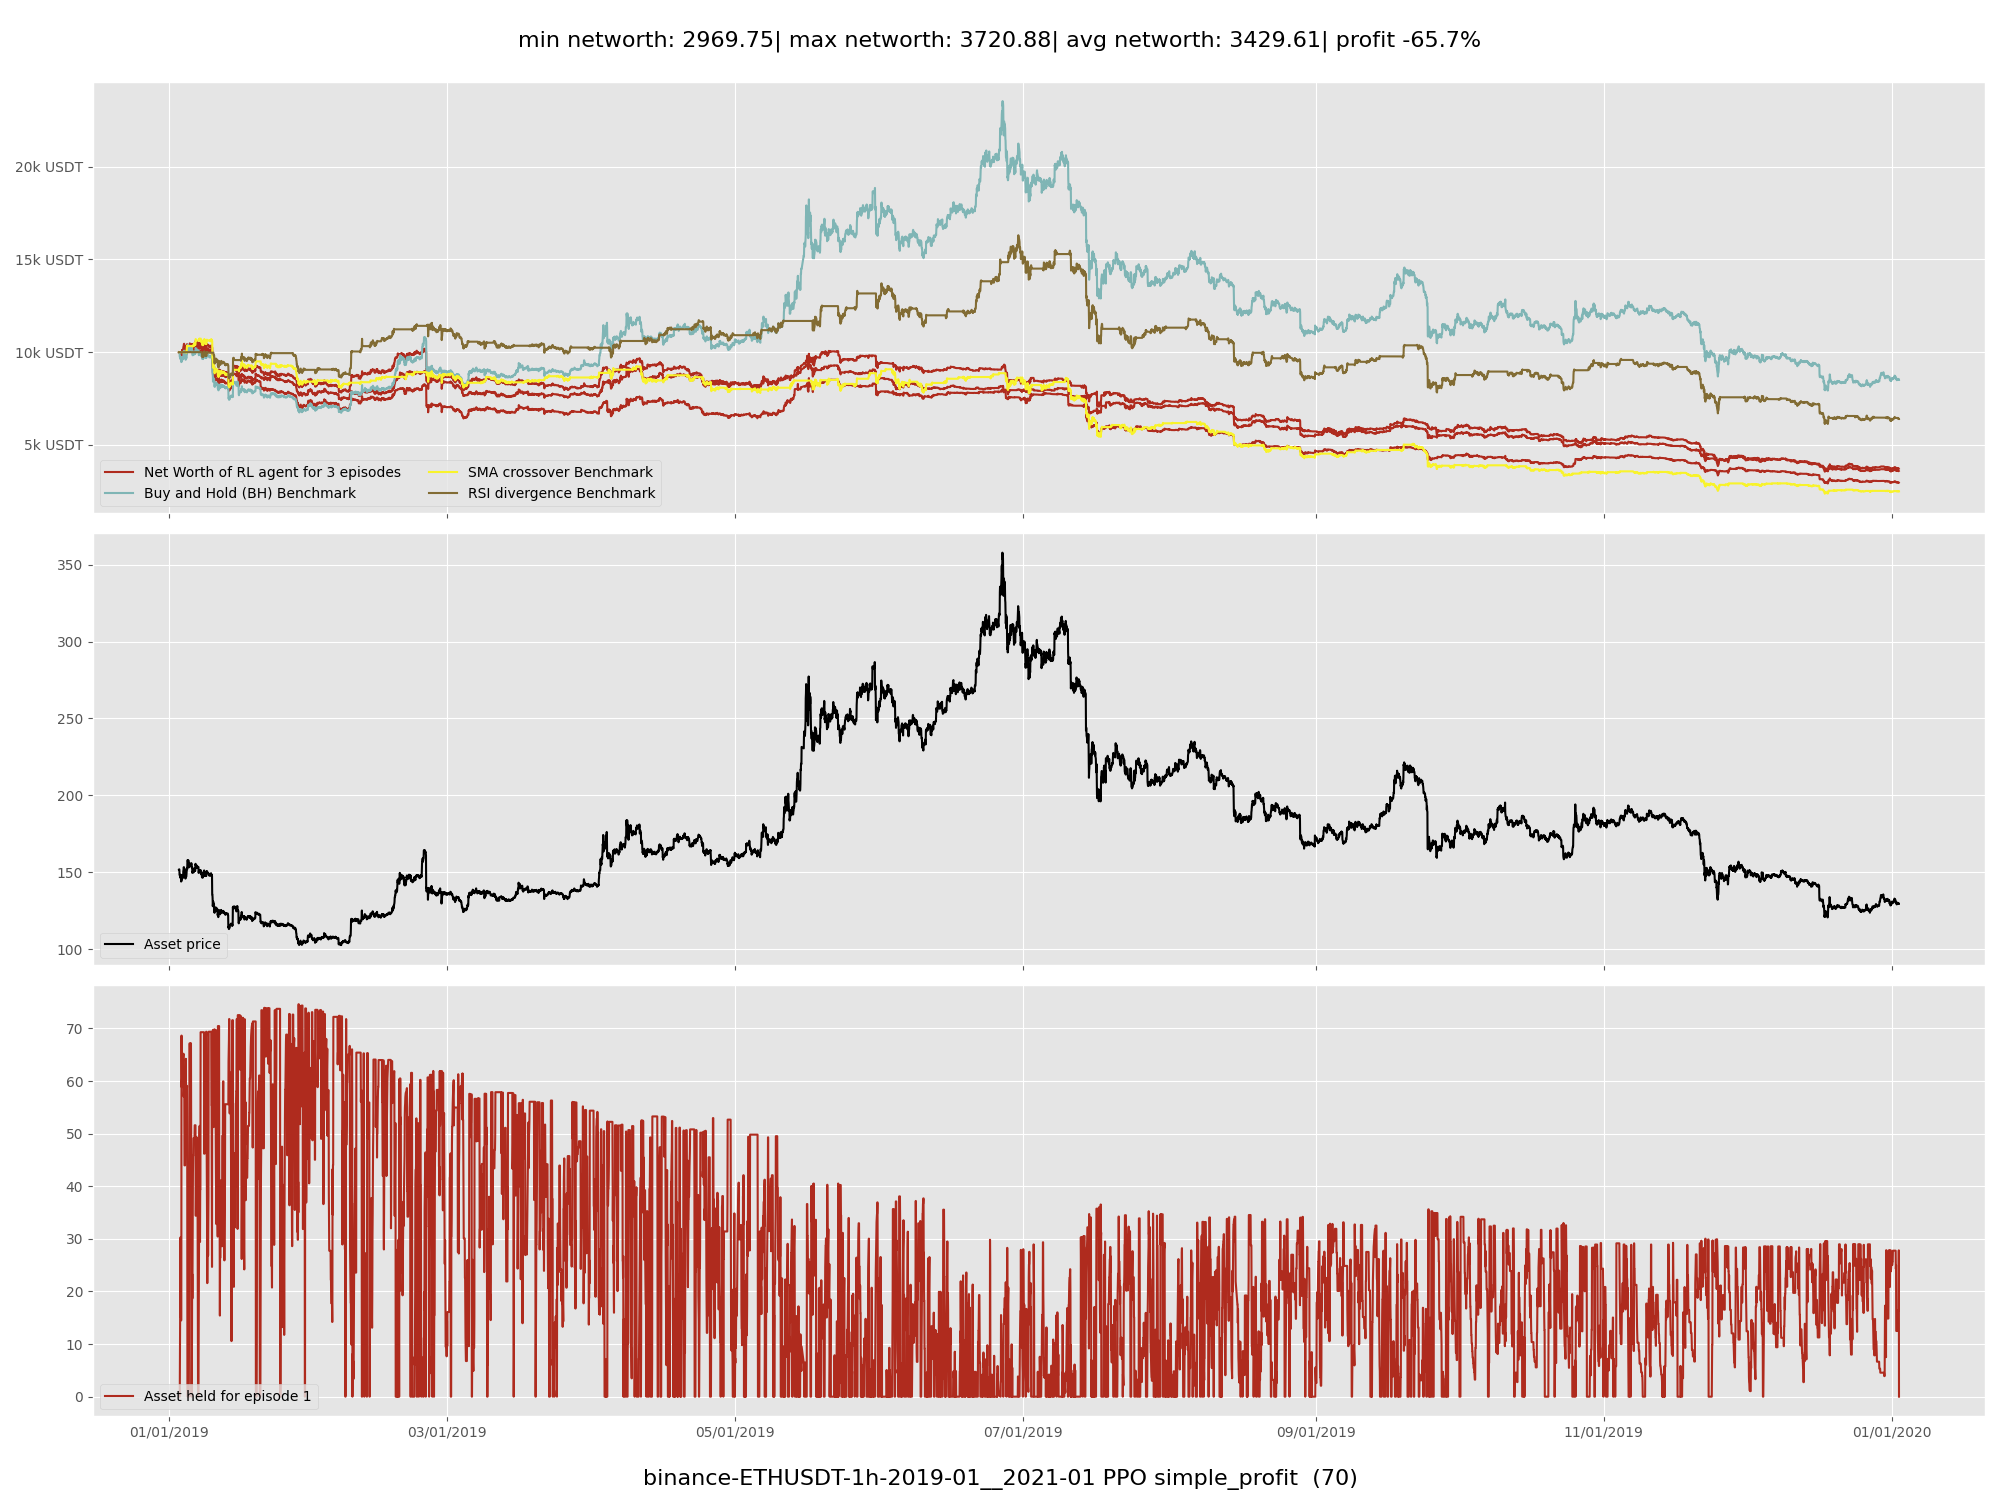 min networth: 2969.75| max networth: 3720.88| avg networth: 3429.61| profit -65.7%
20k USDT
15k USDT
10k USDT
5k USDT
Net Worth of RL agent for 3 episodes
Buy and Hold (BH) Benchmark
SMA crossover Benchmark
RSI divergence Benchmark
350
300
250
200
150
100
Asset price
70
60
50
40
30
20
10
0
Asset held for episode 1
01/01/2019 03/01/2019 05/01/2019 07/01/2019 09/01/2019 11/01/2019 01/01/2020
binance-ETHUSDT-1h-2019-01__2021-01 PPO simple_profit  (70)